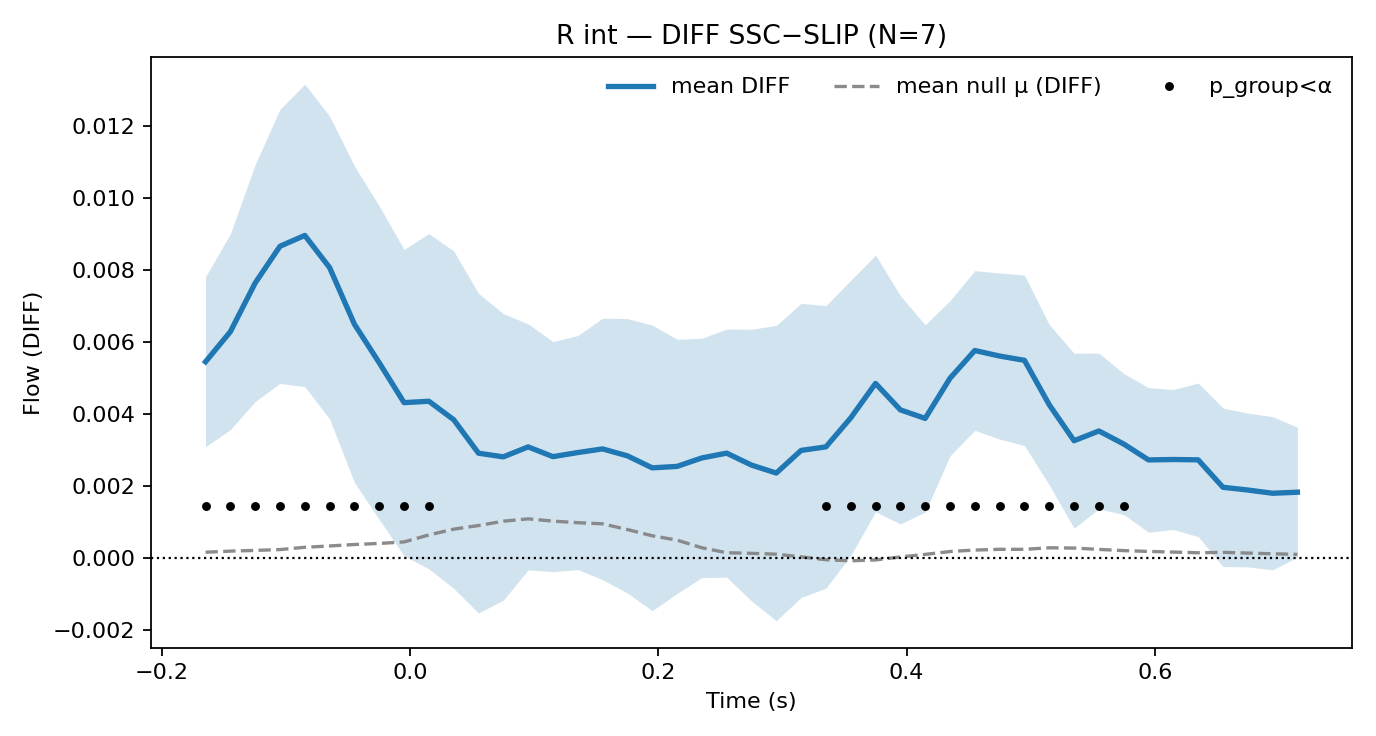 R int — DIFF SSC−SLIP (N=7)
mean DIFF
mean null μ (DIFF)
p_group<α
0.012
0.010
0.008
0.006
0.004
0.002
0.000
−0.002
Flow (DIFF)
−0.2
0.0
0.2
0.4
0.6
Time (s)